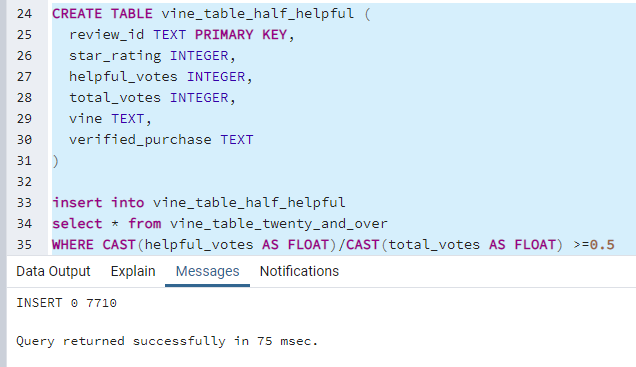 24 CREATE TABLE vine_table_half_helpful (
25 review_id TEXT PRIMARY KEY,
26 star_rating INTEGER,
27 helpful_votes INTEGER,
28 total_votes INTEGER,
29 vine TEXT,
30 verified_purchase TEXT
31 )
32
33 insert into vine_table_half_helpful
34 select * from vine_table_twenty_and_over
35 WHERE CAST(helpful_votes AS FLOAT)/CAST(total_votes AS FLOAT) >=0.5
Data Output Explain Messages Notifications
INSERT 0 7710
Query returned successfully in 75 msec.